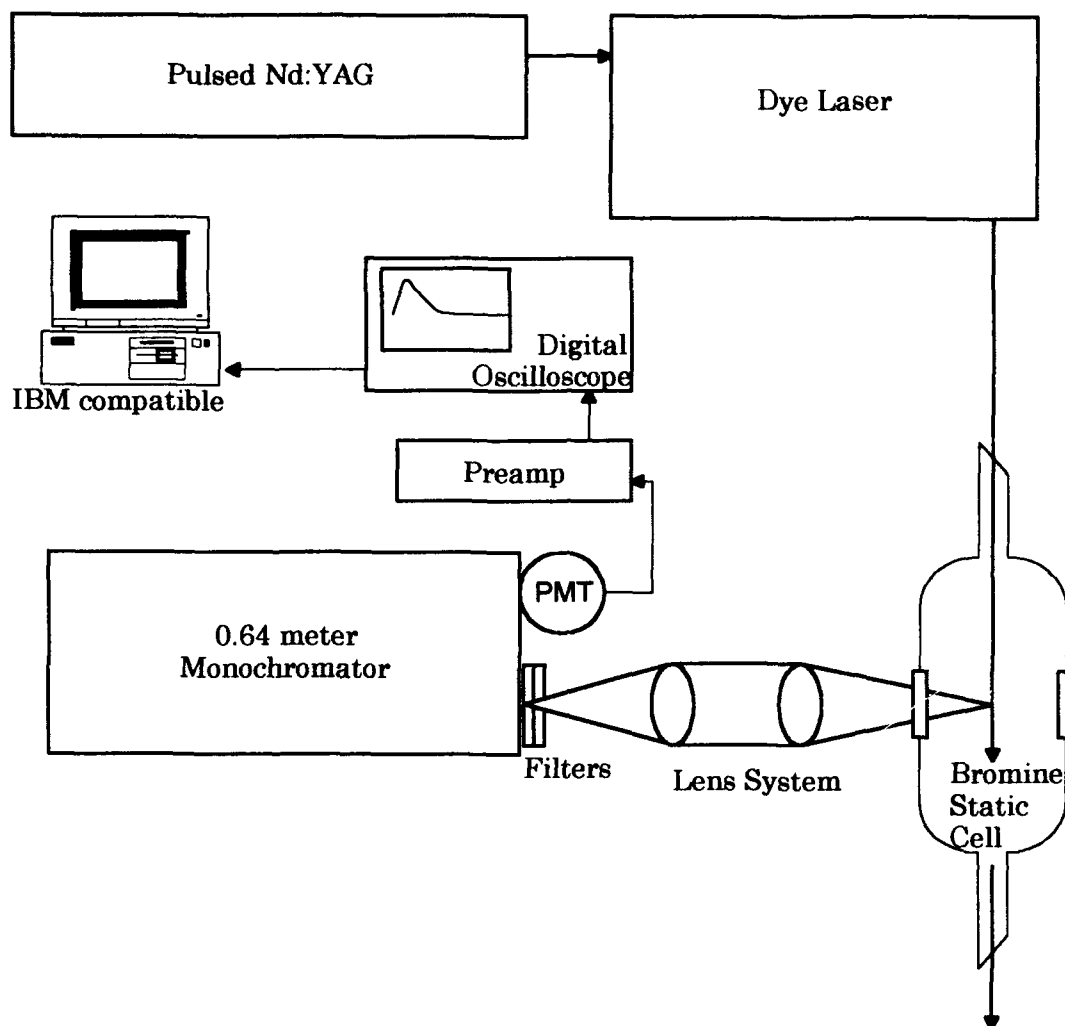 Pulsed Nd:YAG
Dye Laser
Digital
Oscilloscope
IBM compatible
Preamp
PMT
0.64 meter
Monochromator
Filters
Lens System
Bromine
Static
Cell